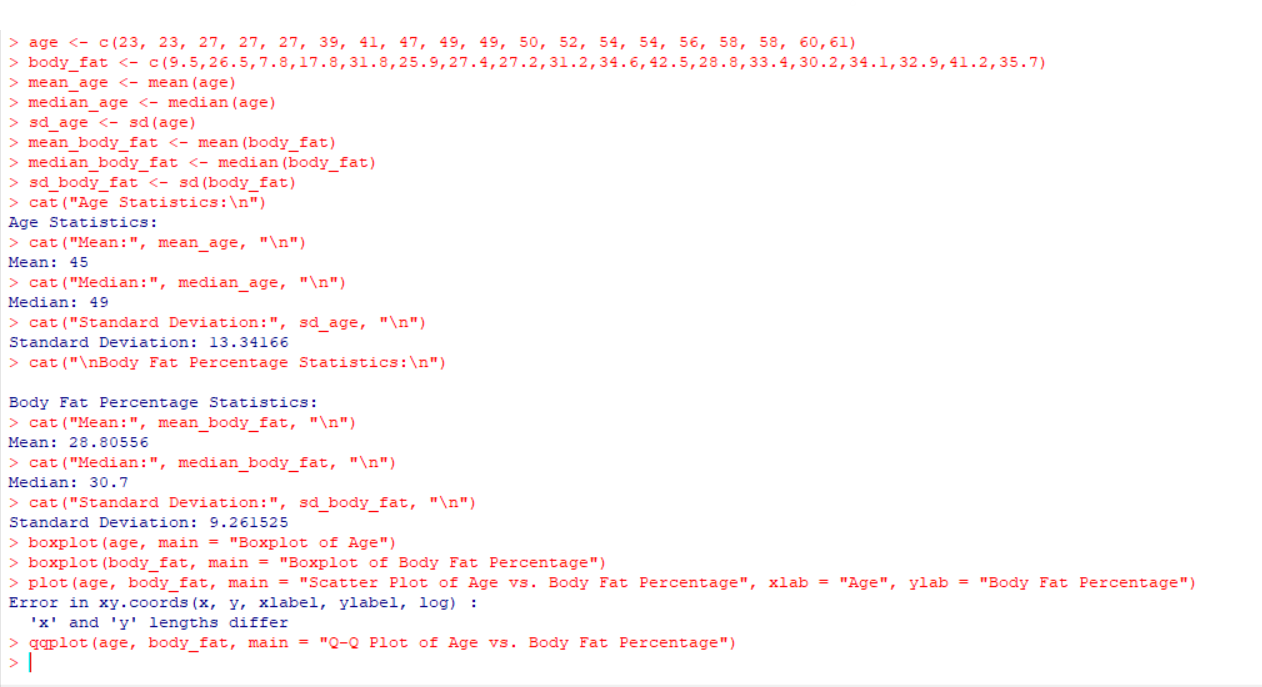 > age <- c(23, 23, 27, 27, 27, 39, 41, 47, 49, 49, 50, 52, 54, 54, 56, 58, 58, 60,61)
> body_fat <- c(9.5,26.5,7.8,17.8,31.8,25.9,27.4,27.2,31.2,34.6,42.5,28.8,33.4,30.2,34.1,32.9,41.2,35.7)
> mean_age <- mean(age)
> median_age <- median(age)
> sd_age <- sd(age)
> mean_body_fat <- mean(body_fat)
> median_body_fat <- median(body_fat)
> sd_body_fat <- sd(body_fat)
> cat("Age Statistics:\n")
Age Statistics:
> cat("Mean:", mean_age, "\n")
Mean: 45
> cat("Median:", median_age, "\n")
Median: 49
> cat("Standard Deviation:", sd_age, "\n")
Standard Deviation: 13.34166
> cat("\nBody Fat Percentage Statistics:\n")
Body Fat Percentage Statistics:
> cat("Mean:", mean_body_fat, "\n")
Mean: 28.80556
> cat("Median:", median_body_fat, "\n")
Median: 30.7
> cat("Standard Deviation:", sd_body_fat, "\n")
Standard Deviation: 9.261525
> boxplot(age, main = "Boxplot of Age")
> boxplot(body_fat, main = "Boxplot of Body Fat Percentage")
> plot(age, body_fat, main = "Scatter Plot of Age vs. Body Fat Percentage", xlab = "Age", ylab = "Body Fat Percentage")
Error in xy.coords(x, y, xlabel, ylabel, log) :
'x' and 'y' lengths differ
> qqplot(age, body_fat, main = "Q-Q Plot of Age vs. Body Fat Percentage")
>